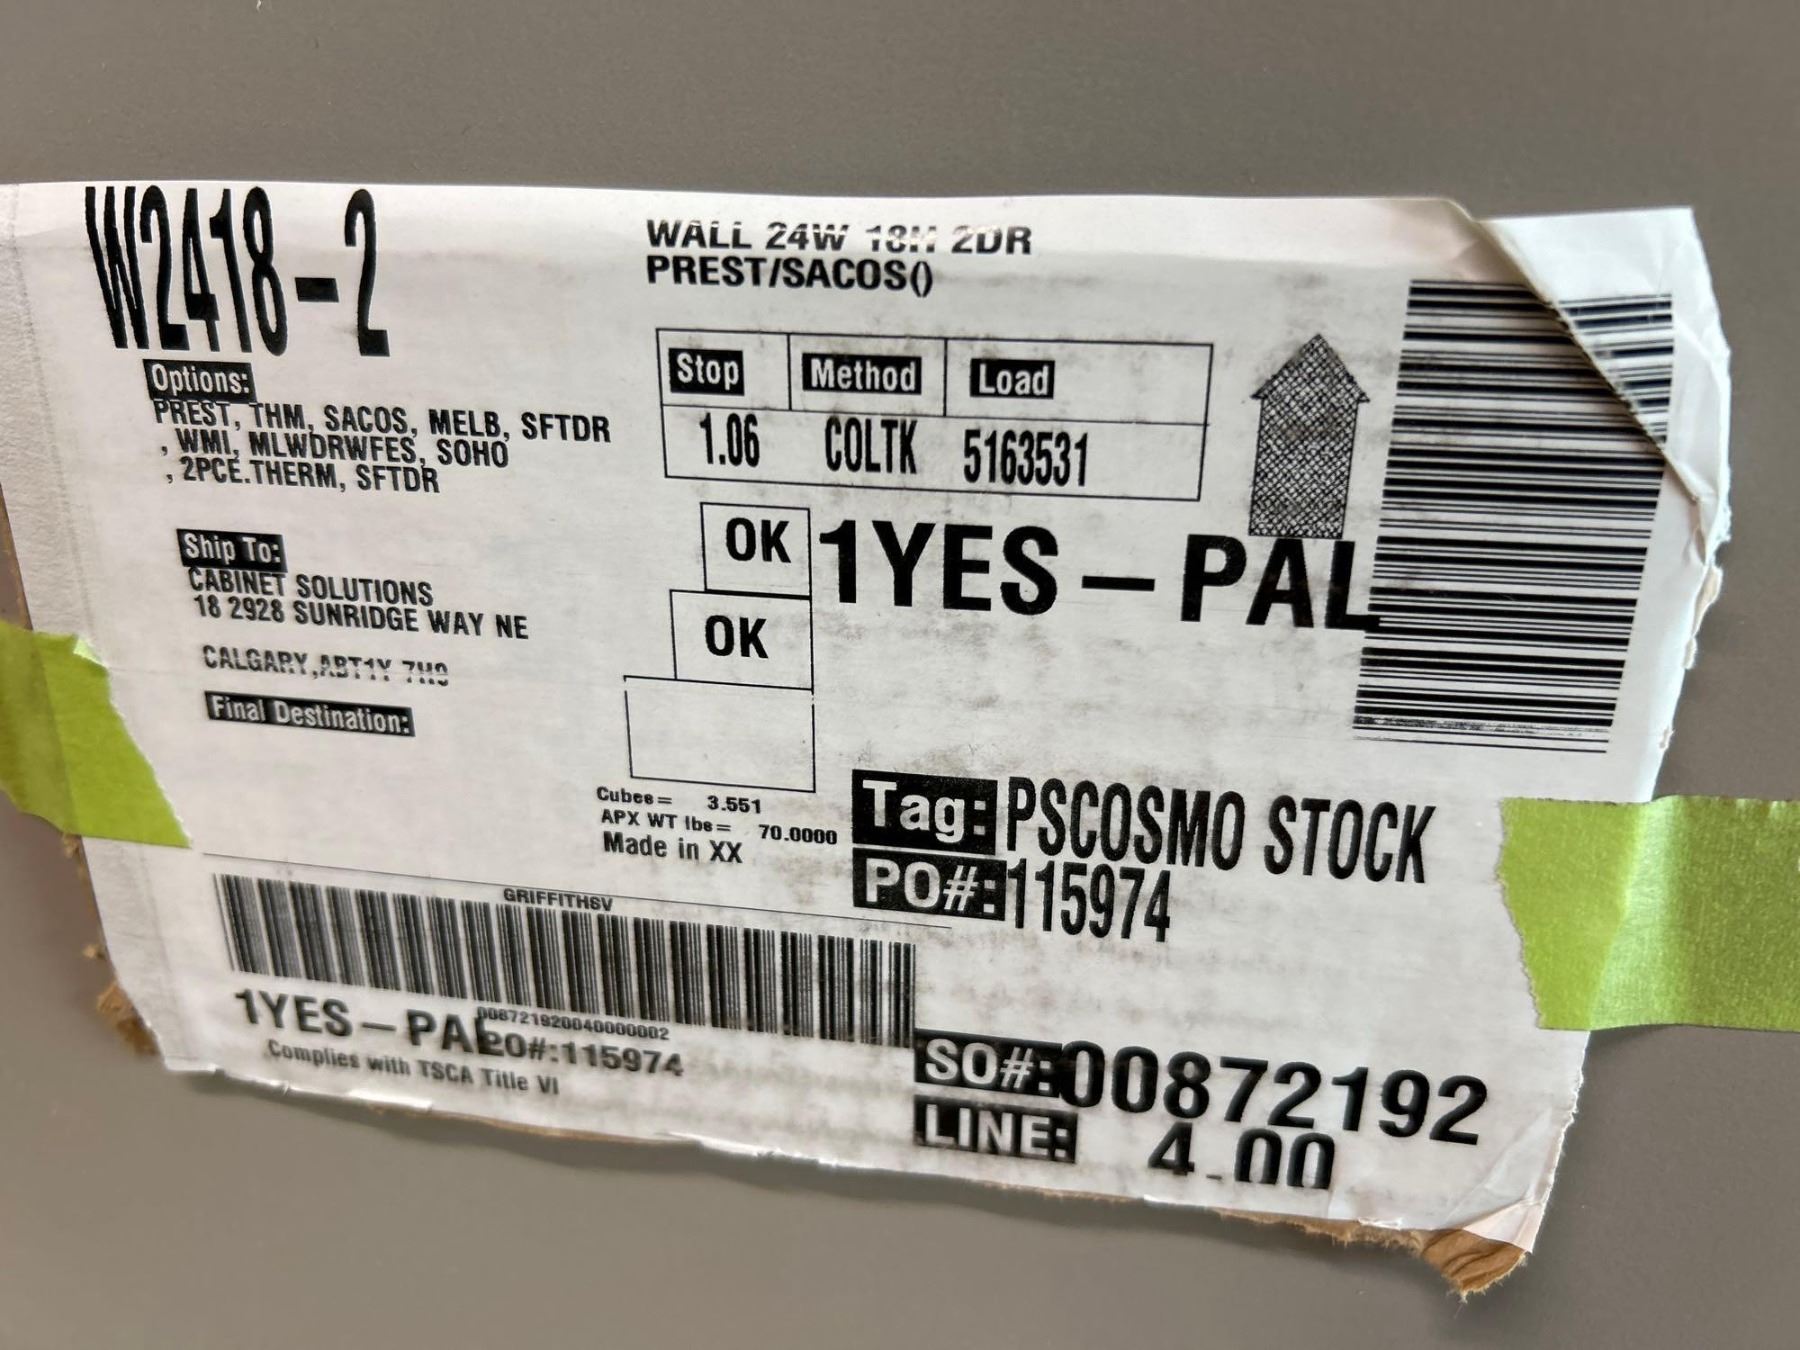 W2418-2
WALL 24W 18H 2DR
PREST/SACOS()
Options:
PREST, THM, SACOS, MELB, SFTDR
, WMI, MLWDRWFES, SOHO
, 2PCE.THERM, SFTDR
Stop Method Load
1.06 COLTK 5163531
Ship To:
CABINET SOLUTIONS
18 2928 SUNRIDGE WAY NE
CALGARY,ABT1Y 7H9
Final Destination:
OK
1YES-PAL
OK
Cubes= 3.551
APX WT lbs= 70.0000
Made in XX
Tag: PSCOSMO STOCK
PO#:115974
GRIFFITHSV
008721920040000002
1YES-PAL
PO#:115974
Complies with TSCA Title VI
SO#:00872192
LINE: 4.00